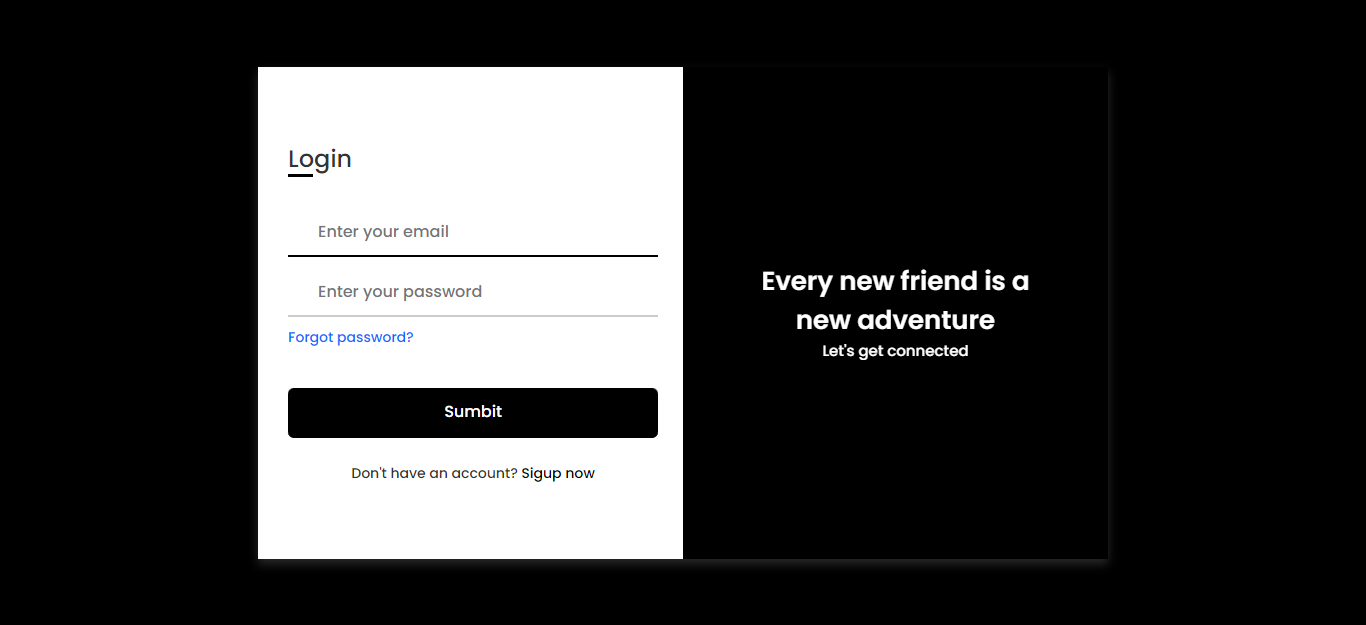 Login
Enter your email
Enter your password
Forgot password?
Sumbit
Don't have an account? Sigup now
Every new friend is a
new adventure
Let's get connected